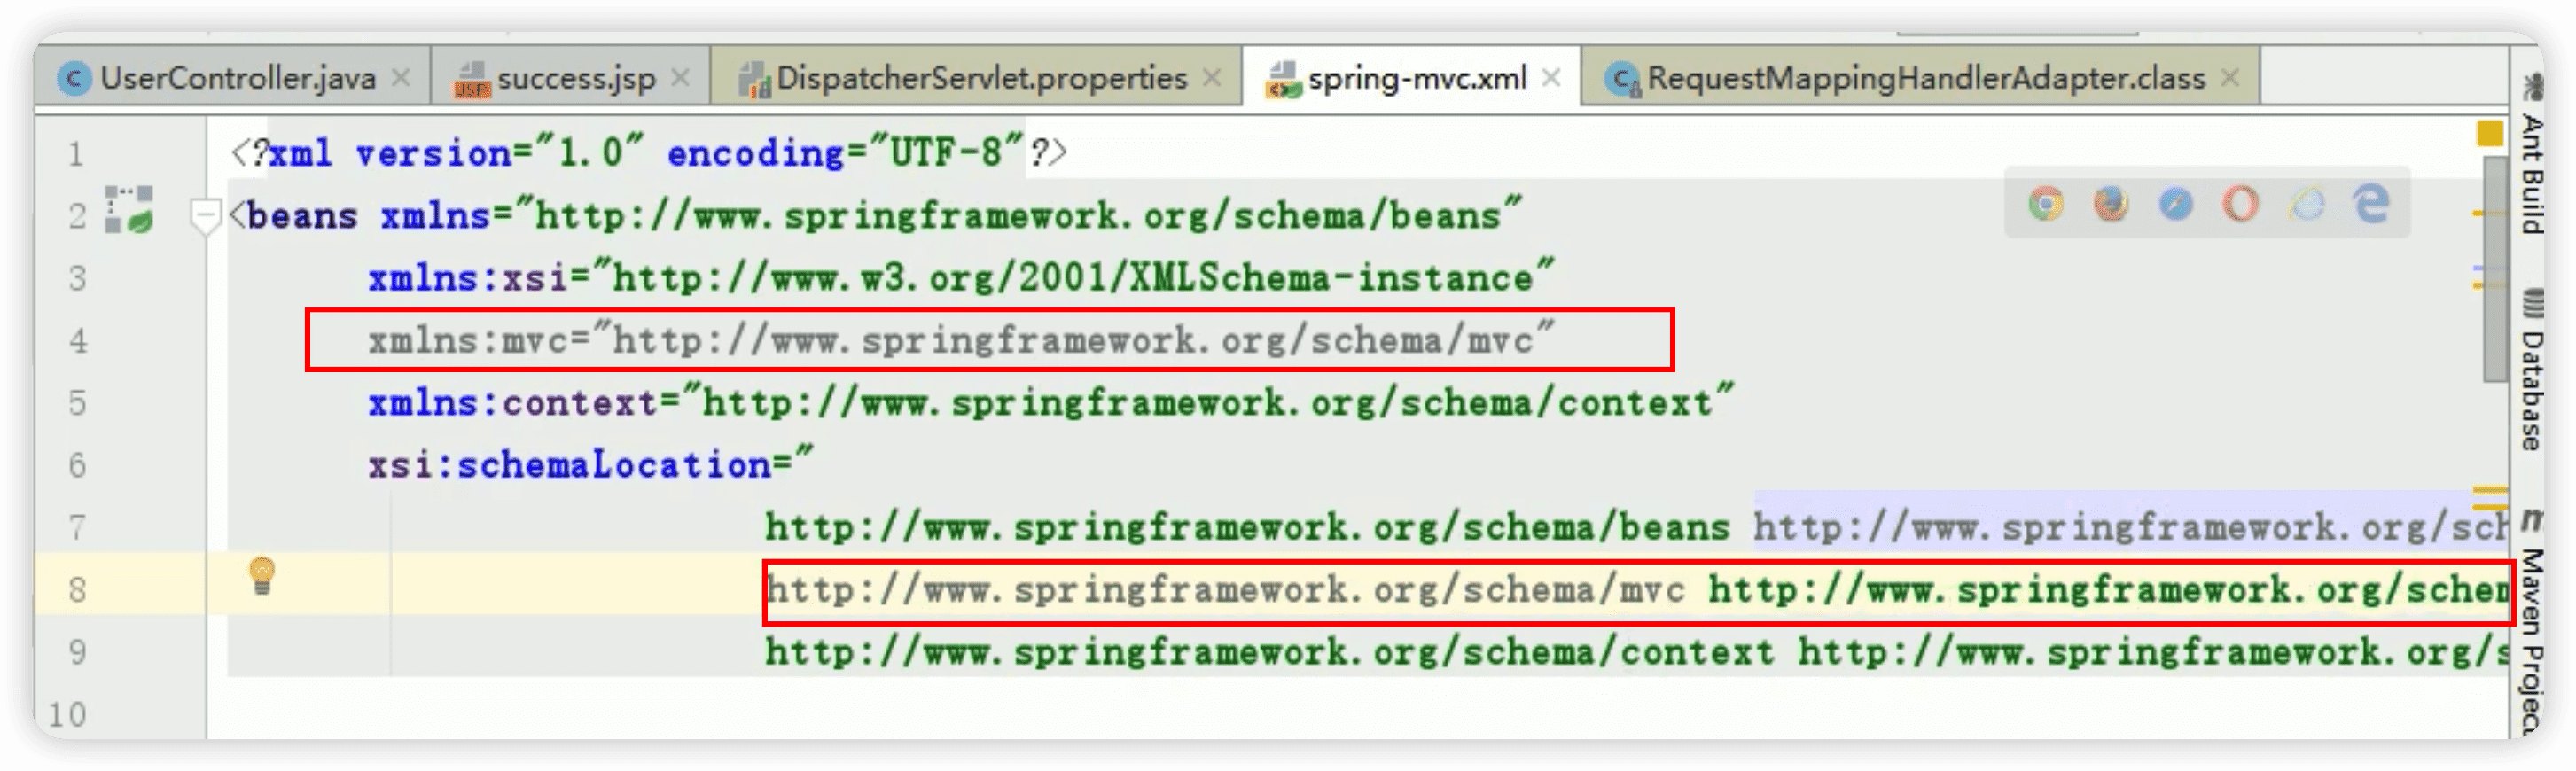 UserController.java success.jsp DispatcherServlet.properties spring-mvc.xml RequestMappingHandlerAdapter.class
1 <?xml version="1.0" encoding="UTF-8"?>
2 <beans xmlns="http://www.springframework.org/schema/beans"
3 xmlns:xsi="http://www.w3.org/2001/XMLSchema-instance"
4 xmlns:mvc="http://www.springframework.org/schema/mvc"
5 xmlns:context="http://www.springframework.org/schema/context"
6 xsi:schemaLocation="
7 http://www.springframework.org/schema/beans http://www.springframework.org/sch
8 http://www.springframework.org/schema/mvc http://www.springframework.org/schem
9 http://www.springframework.org/schema/context http://www.springframework.org/s
10
Ant Build
Database
Maven Projec